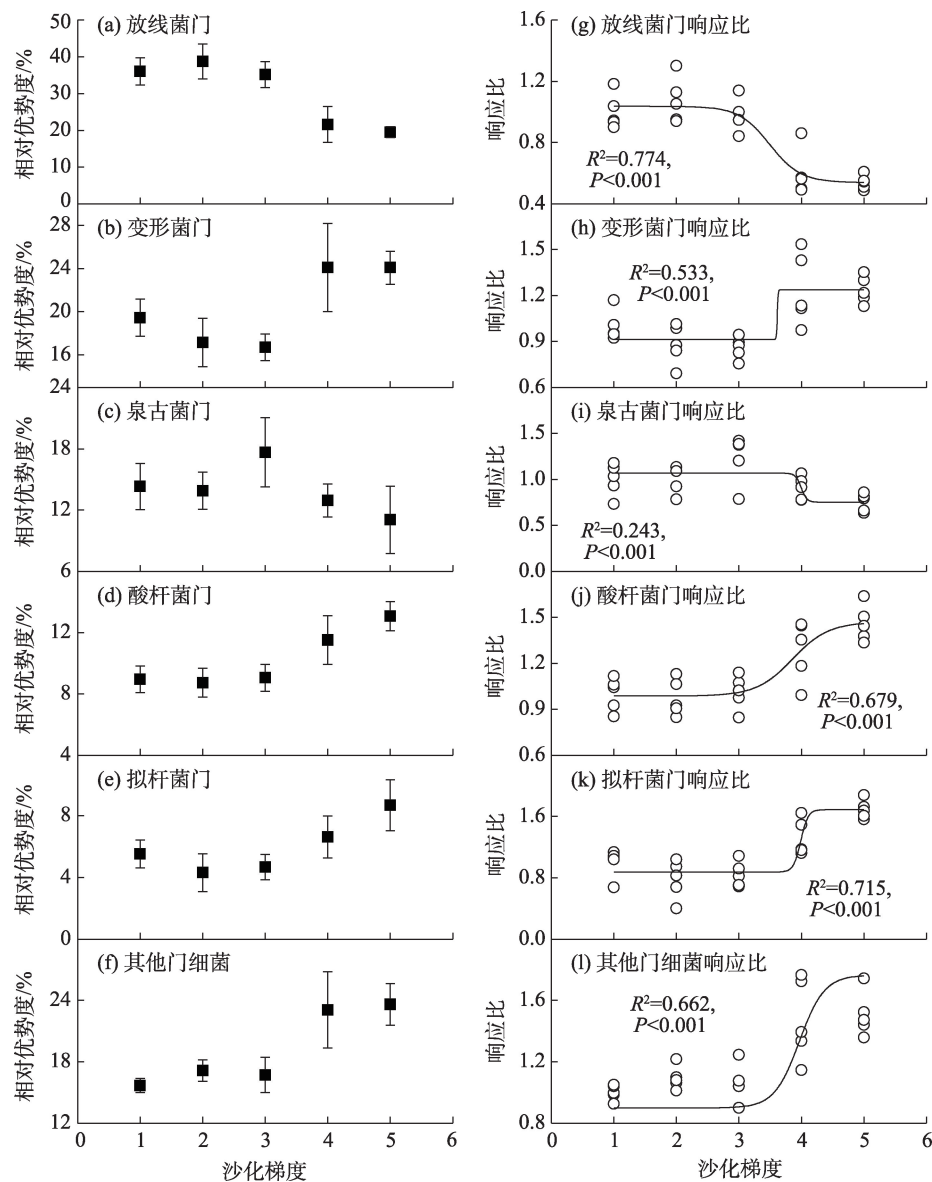 (a) 放线菌门
50
40
30
20
10
0
相对优势度/%
(g) 放线菌门响应比
1.6
1.2
0.8
0.4
响应比
R²=0.774,
P<0.001
(b) 变形菌门
28
24
20
16
24
相对优势度/%
(h) 变形菌门响应比
1.5
1.2
0.9
0.6
响应比
R²=0.533,
P<0.001
(c) 泉古菌门
18
12
6
相对优势度/%
(i) 泉古菌门响应比
1.5
1.0
0.5
0.0
响应比
R²=0.243,
P<0.001
(d) 酸杆菌门
12
8
4
相对优势度/%
(j) 酸杆菌门响应比
1.5
1.2
0.9
0.6
响应比
R²=0.679,
P<0.001
(e) 拟杆菌门
8
4
0
相对优势度/%
(k) 拟杆菌门响应比
1.6
0.8
0.0
响应比
R²=0.715,
P<0.001
(f) 其他门细菌
24
16
12
相对优势度/%
0 1 2 3 4 5 6
沙化梯度
(l) 其他门细菌响应比
1.6
1.2
0.8
响应比
R²=0.662,
P<0.001
0 1 2 3 4 5 6
沙化梯度